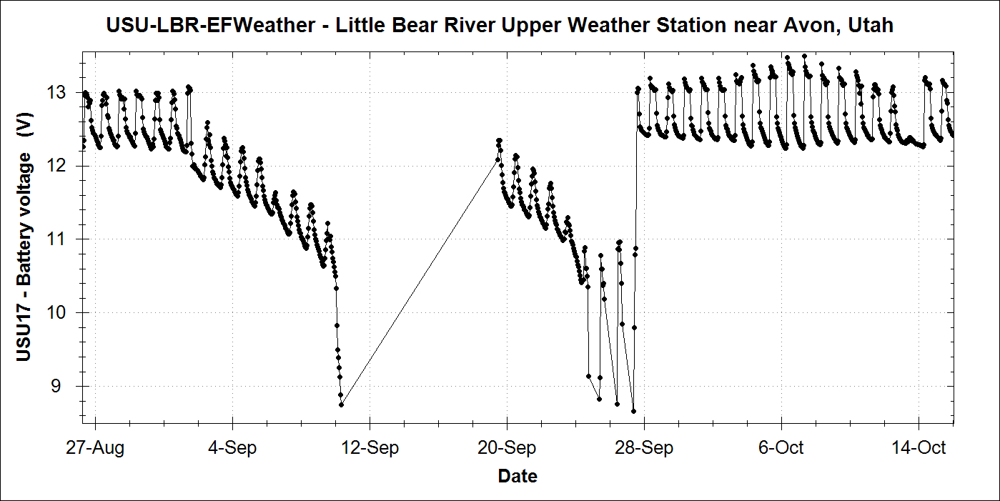 USU-LBR-EFWeather - Little Bear River Upper Weather Station near Avon, Utah
USU17 - Battery voltage (V)
13
12
11
10
9
27-Aug 4-Sep 12-Sep 20-Sep 28-Sep 6-Oct 14-Oct
Date